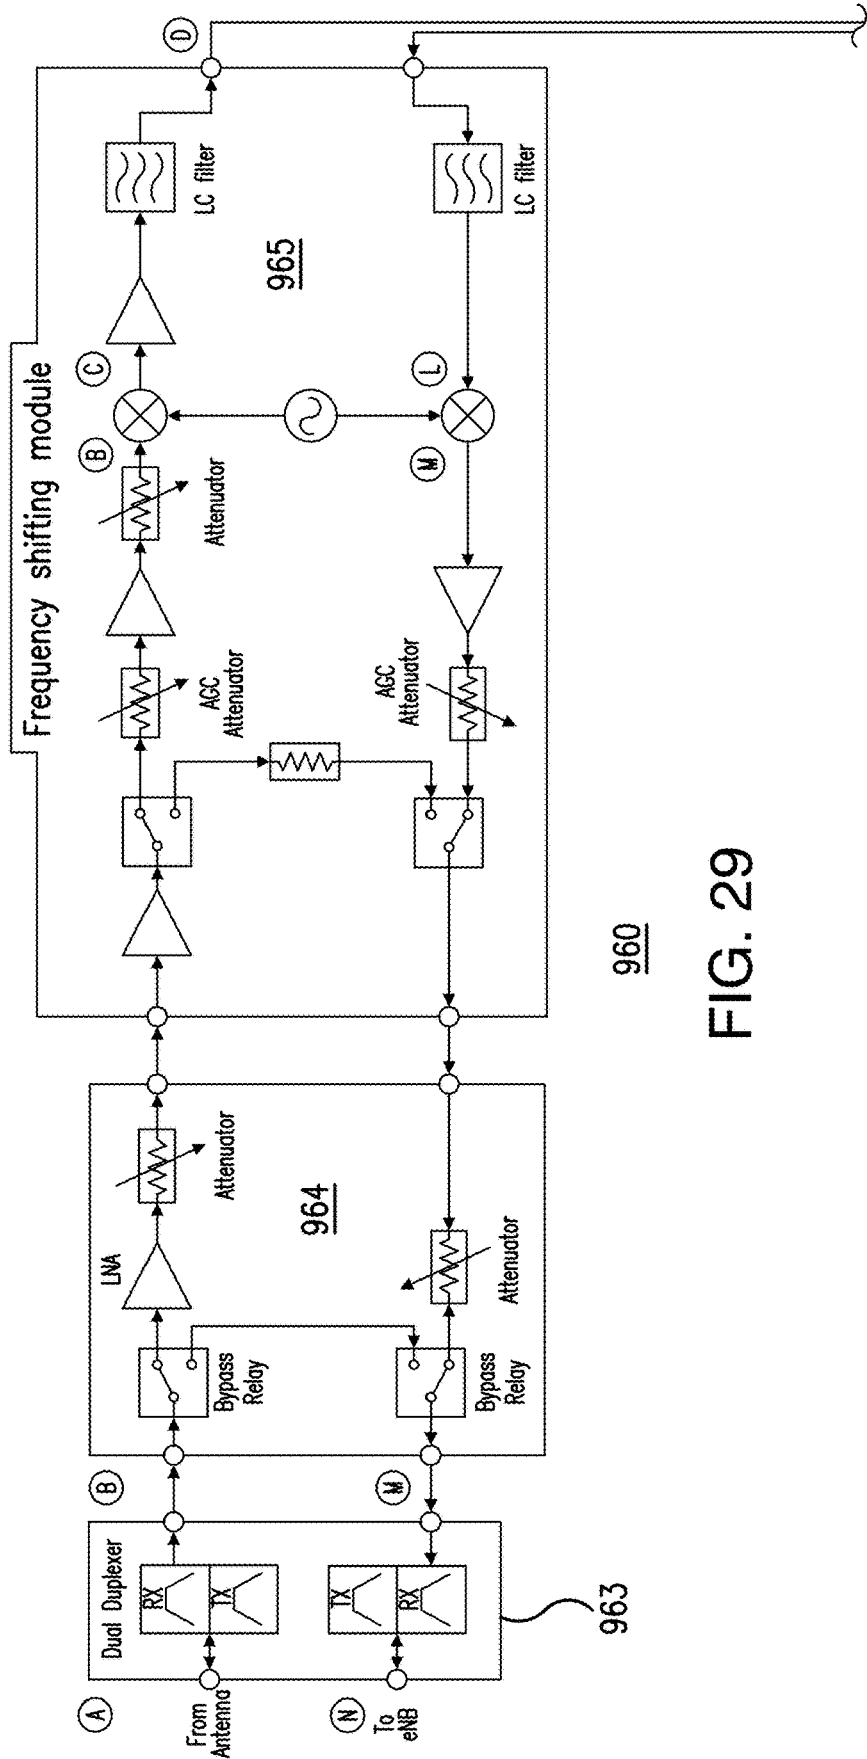 Frequency shifting module
Dual Duplexer
A
From
Antenna
RX
TX
N
To
eNB
TX
RX
963
B
M
Bypass
Relay
LNA
Attenuator
Bypass
Relay
Attenuator
964
AGC
Attenuator
Attenuator
B
C
LC filter
D
965
AGC
Attenuator
M
L
LC filter
960
FIG. 29